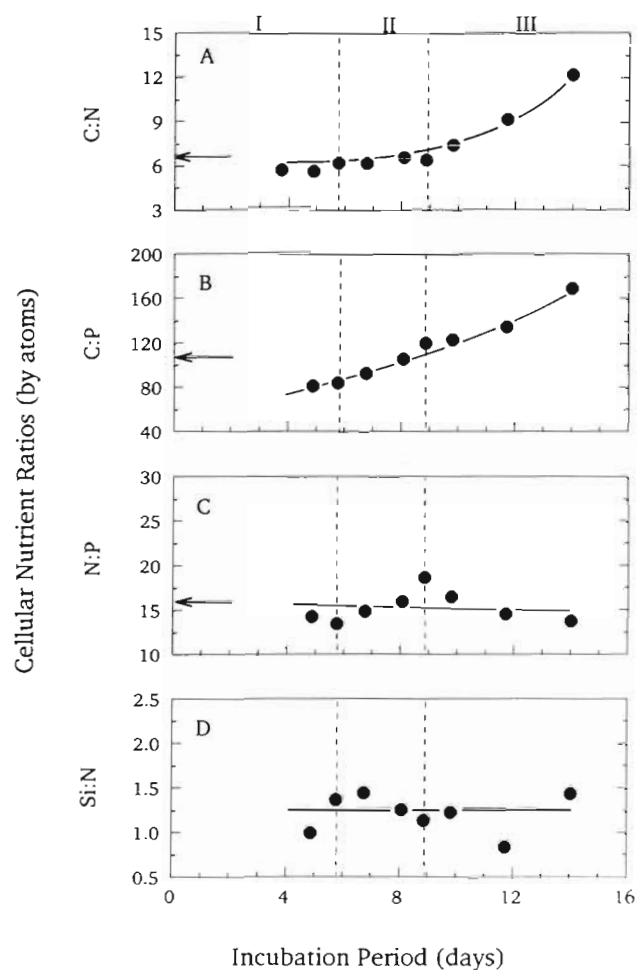 I II III
A
15
12
9
6
3
C:N
B
200
160
120
80
40
C:P
C
30
25
20
15
10
N:P
D
2.5
2.0
1.5
1.0
0.5
Si:N
0 4 8 12 16
Cellular Nutrient Ratios (by atoms)
Incubation Period (days)